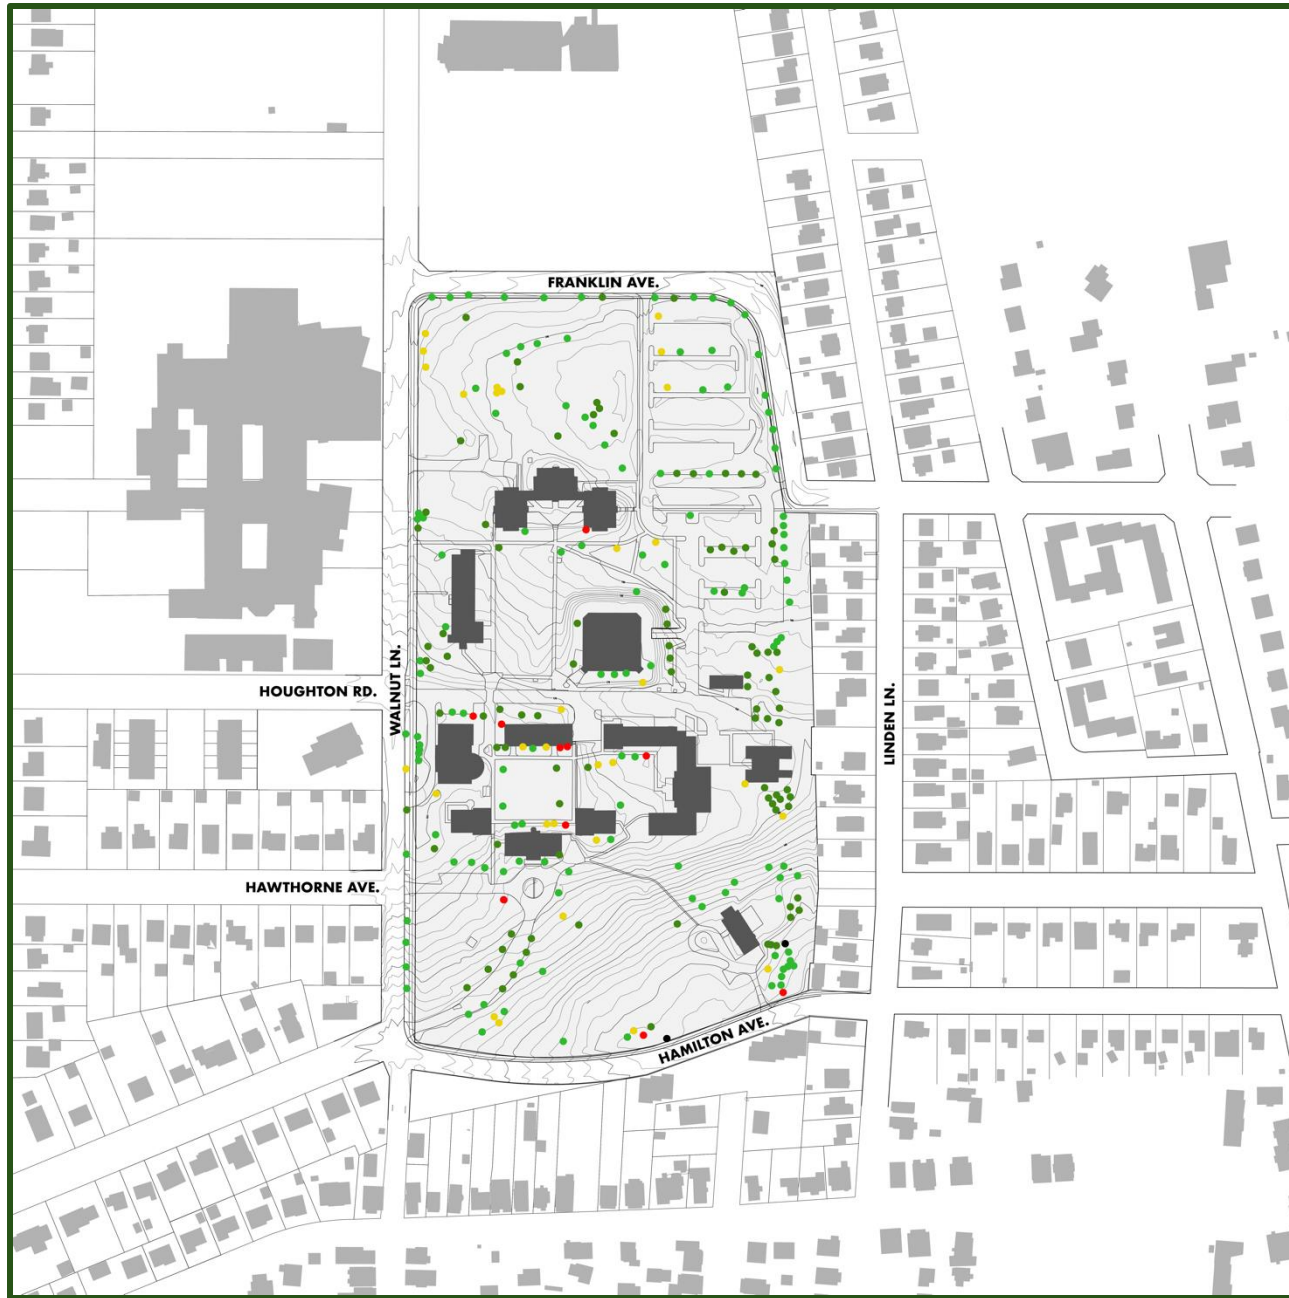 FRANKLIN AVE.
HOUGHTON RD.
WALNUT LN.
LINDEN LN.
HAWTHORNE AVE.
HAMILTON AVE.